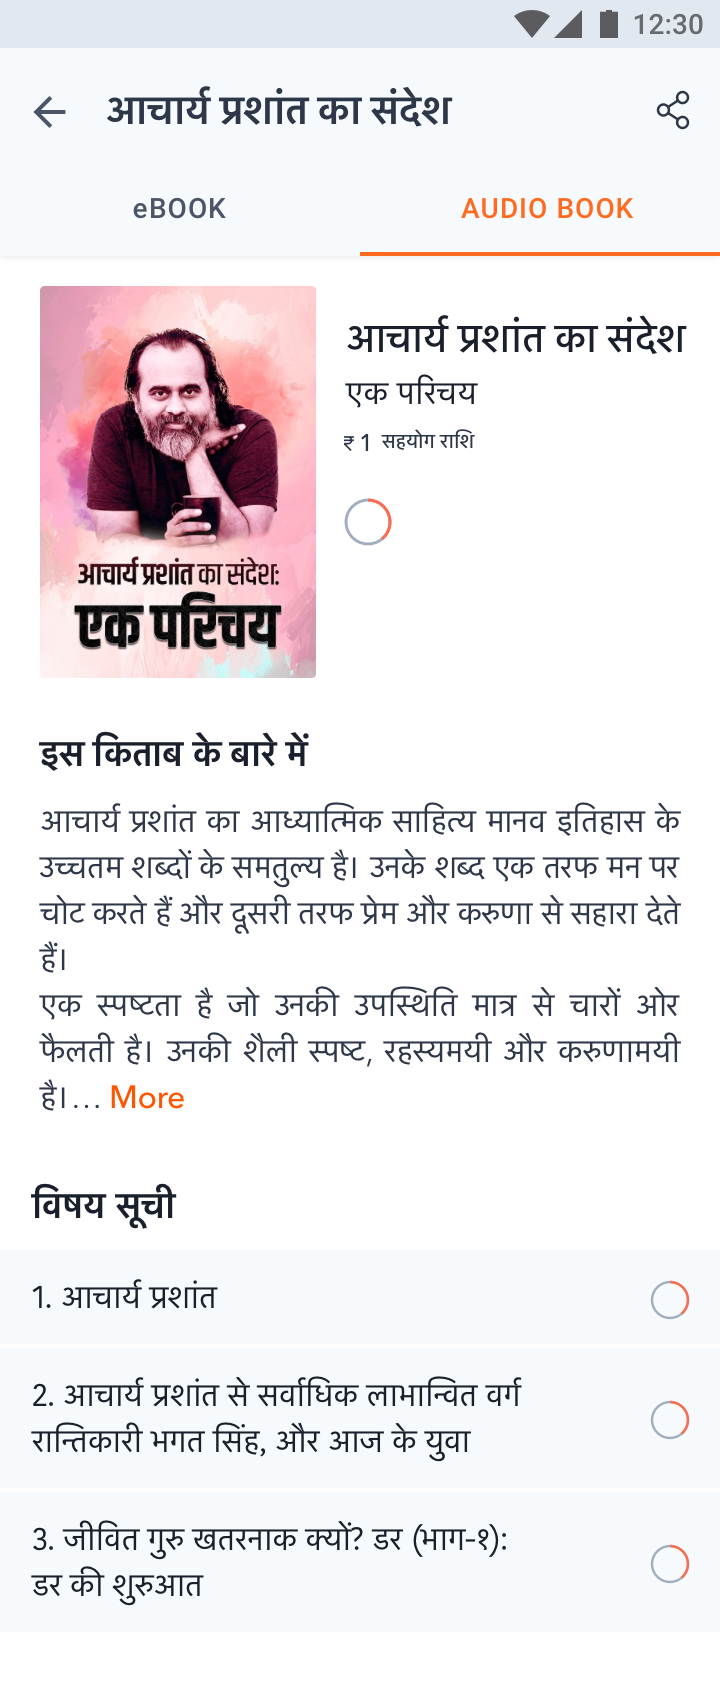 12:30
आचार्य प्रशांत का संदेश
eBOOK
AUDIO BOOK
आचार्य प्रशांत का संदेश:
एक परिचय
आचार्य प्रशांत का संदेश
एक परिचय
₹ 1 सहयोग राशि
इस किताब के बारे में
आचार्य प्रशांत का आध्यात्मिक साहित्य मानव इतिहास के
उच्चतम शब्दों के समतुल्य है। उनके शब्द एक तरफ मन पर
चोट करते हैं और दूसरी तरफ प्रेम और करुणा से सहारा देते
हैं।
एक स्पष्टता है जो उनकी उपस्थिति मात्र से चारों ओर
फैलती है। उनकी शैली स्पष्ट, रहस्यमयी और करुणामयी
है।... More
विषय सूची
1. आचार्य प्रशांत
2. आचार्य प्रशांत से सर्वाधिक लाभान्वित वर्ग
रान्तिकारी भगत सिंह, और आज के युवा
3. जीवित गुरु खतरनाक क्यों? डर (भाग-१):
डर की शुरुआत